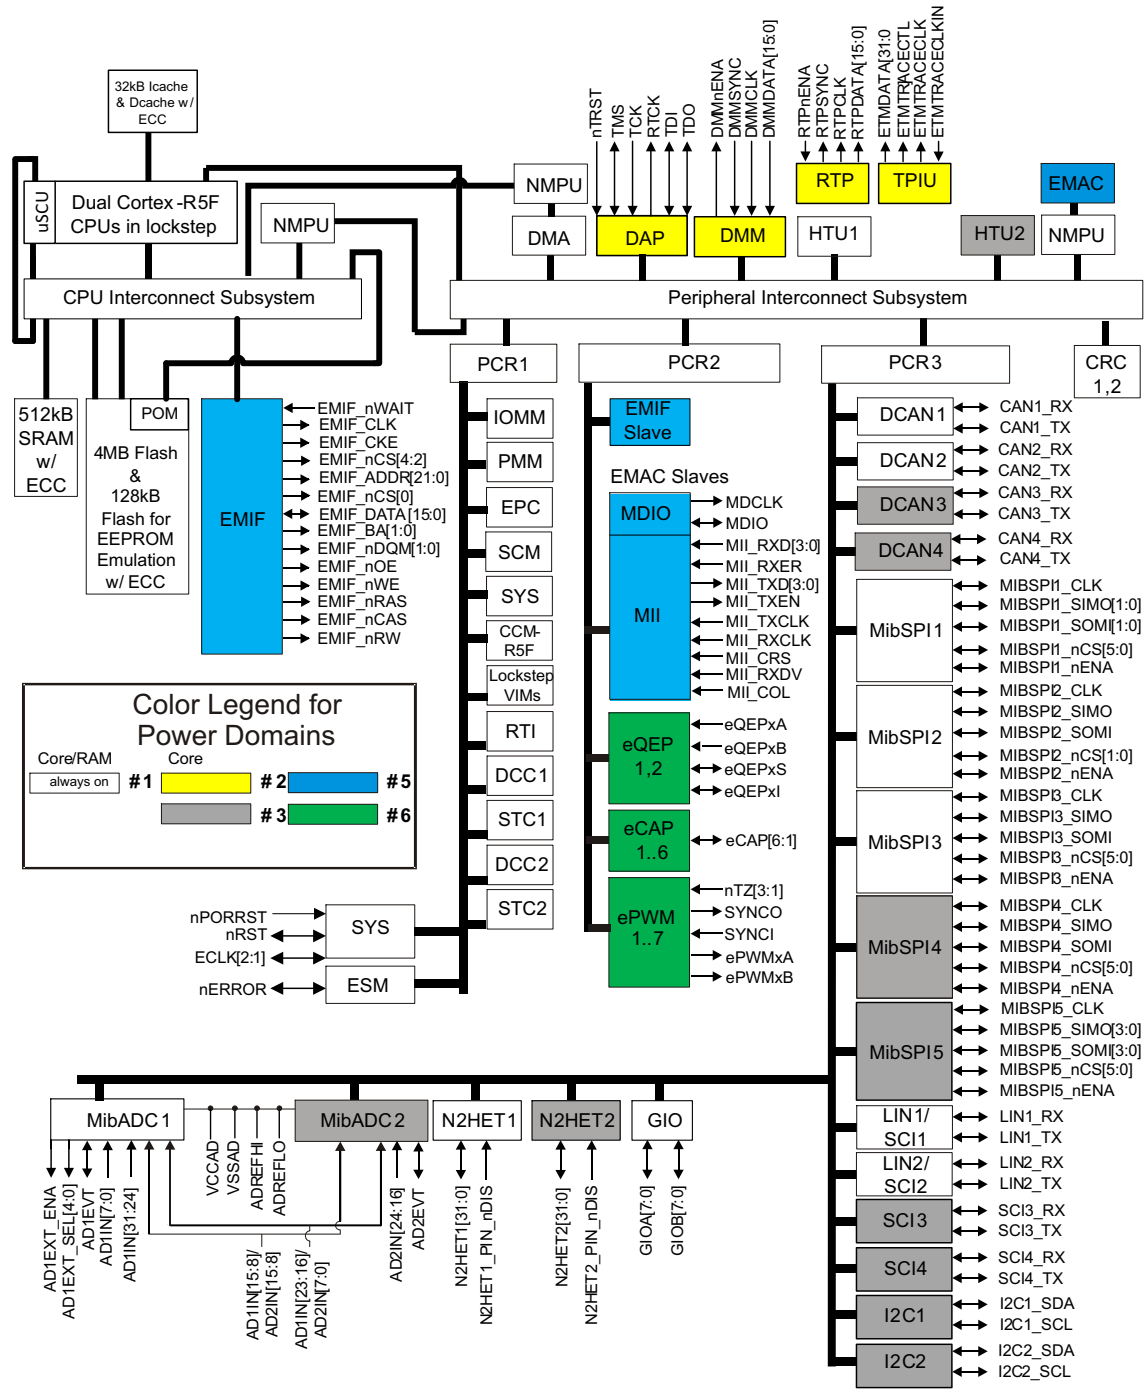 32kB Icache
& Dcache w/
ECC
uSCU
Dual Cortex -R5F
CPUs in lockstep
NMPU
NMPU
DMA
nTRST
TMS
TCK
RTCK
TDI
TDO
DAP
DMMnENA
DMMSYNC
DMMCLK
DMMDATA[15:0]
DMM
RTPnENA
RTPSYNC
RTPCLK
RTPDATA[15:0]
RTP
ETMDATA[31:0
ETMTRACECTL
ETMTRACECLK
ETMTRACECLKIN
TPIU
HTU1
HTU2
EMAC
NMPU
CPU Interconnect Subsystem
Peripheral Interconnect Subsystem
PCR1
PCR2
PCR3
CRC
1,2
512kB
SRAM
w/
ECC
POM
4MB Flash
&
128kB
Flash for
EEPROM
Emulation
w/ ECC
EMIF
EMIF_nWAIT
EMIF_CLK
EMIF_CKE
EMIF_nCS[4:2]
EMIF_ADDR[21:0]
EMIF_nCS[0]
EMIF_DATA[15:0]
EMIF_BA[1:0]
EMIF_nDQM[1:0]
EMIF_nOE
EMIF_nWE
EMIF_nRAS
EMIF_nCAS
EMIF_nRW
IOMM
PMM
EPC
SCM
SYS
CCM-
R5F
Lockstep
VIMs
RTI
DCC1
STC1
DCC2
STC2
EMIF
Slave
EMAC Slaves
MDIO
MDCLK
MDIO
MII
MII_RXD[3:0]
MII_RXER
MII_TXD[3:0]
MII_TXEN
MII_TXCLK
MII_RXCLK
MII_CRS
MII_RXDV
MII_COL
eQEP
1,2
eQEPxA
eQEPxB
eQEPxS
eQEPxI
eCAP
1..6
eCAP[6:1]
ePWM
1..7
nTZ[3:1]
SYNCO
SYNCI
ePWMxA
ePWMxB
Color Legend for
Power Domains
Core/RAM
Core
always on
#1
#2
#5
#3
#6
nPORRST
nRST
ECLK[2:1]
SYS
nERROR
ESM
DCAN1
CAN1_RX
CAN1_TX
DCAN2
CAN2_RX
CAN2_TX
DCAN3
CAN3_RX
CAN3_TX
DCAN4
CAN4_RX
CAN4_TX
MibSPI1
MIBSPI1_CLK
MIBSPI1_SIMO[1:0]
MIBSPI1_SOMI[1:0]
MIBSPI1_nCS[5:0]
MIBSPI1_nENA
MibSPI2
MIBSPI2_CLK
MIBSPI2_SIMO
MIBSPI2_SOMI
MIBSPI2_nCS[1:0]
MIBSPI2_nENA
MibSPI3
MIBSPI3_CLK
MIBSPI3_SIMO
MIBSPI3_SOMI
MIBSPI3_nCS[5:0]
MIBSPI3_nENA
MibSPI4
MIBSPI4_CLK
MIBSPI4_SIMO
MIBSPI4_SOMI
MIBSPI4_nCS[5:0]
MIBSPI4_nENA
MibSPI5
MIBSPI5_CLK
MIBSPI5_SIMO[3:0]
MIBSPI5_SOMI[3:0]
MIBSPI5_nCS[5:0]
MIBSPI5_nENA
LIN1/
SCI1
LIN1_RX
LIN1_TX
LIN2/
SCI2
LIN2_RX
LIN2_TX
SCI3
SCI3_RX
SCI3_TX
SCI4
SCI4_RX
SCI4_TX
I2C1
I2C1_SDA
I2C1_SCL
I2C2
I2C2_SDA
I2C2_SCL
MibADC1
MibADC2
N2HET1
N2HET2
GIO
AD1EXT_ENA
AD1EXT_SEL[4:0]
AD1EVT
AD1IN[7:0]
AD1IN[31:24]
VCCAD
VSSAD
ADREFHI
ADREFLO
AD1IN[15:8]/
AD2IN[15:8]
AD1IN[23:16]/
AD2IN[7:0]
AD2IN[24:16]
AD2EVT
N2HET1[31:0]
N2HET1_PIN_nDIS
N2HET2[31:0]
N2HET2_PIN_nDIS
GIOA[7:0]
GIOB[7:0]